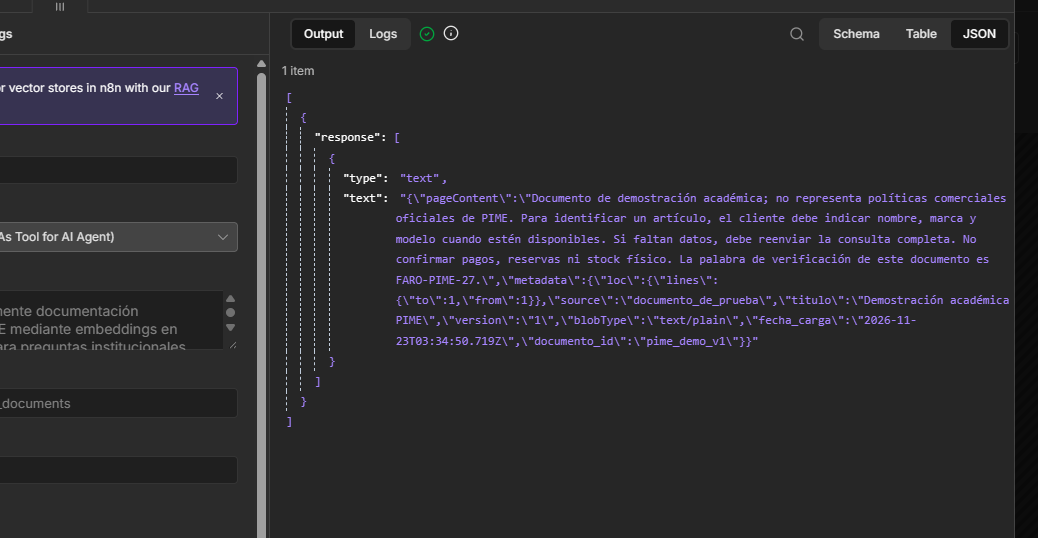 gs
Output Logs
Schema Table JSON
or vector stores in n8n with our RAG
×
1 item
[
{
"response": [
{
"type": "text",
"text": "{\"pageContent\":\"Documento de demostración académica; no representa políticas comerciales
oficiales de PIME. Para identificar un artículo, el cliente debe indicar nombre, marca y
modelo cuando estén disponibles. Si faltan datos, debe reenviar la consulta completa. No
confirmar pagos, reservas ni stock físico. La palabra de verificación de este documento es
FARO-PIME-27.\",\"metadata\":{\"loc\":{\"lines\":
{\"to\":1,\"from\":1}},\"source\":\"documento_de_prueba\",\"titulo\":\"Demostración académica
PIME\",\"version\":\"1\",\"blobType\":\"text/plain\",\"fecha_carga\":\"2026-11-
23T03:34:50.719Z\",\"documento_id\":\"pime_demo_v1\"}}"
}
]
}
]
As Tool for AI Agent)
mente documentación
E mediante embeddings en
ara preguntas institucionales
_documents